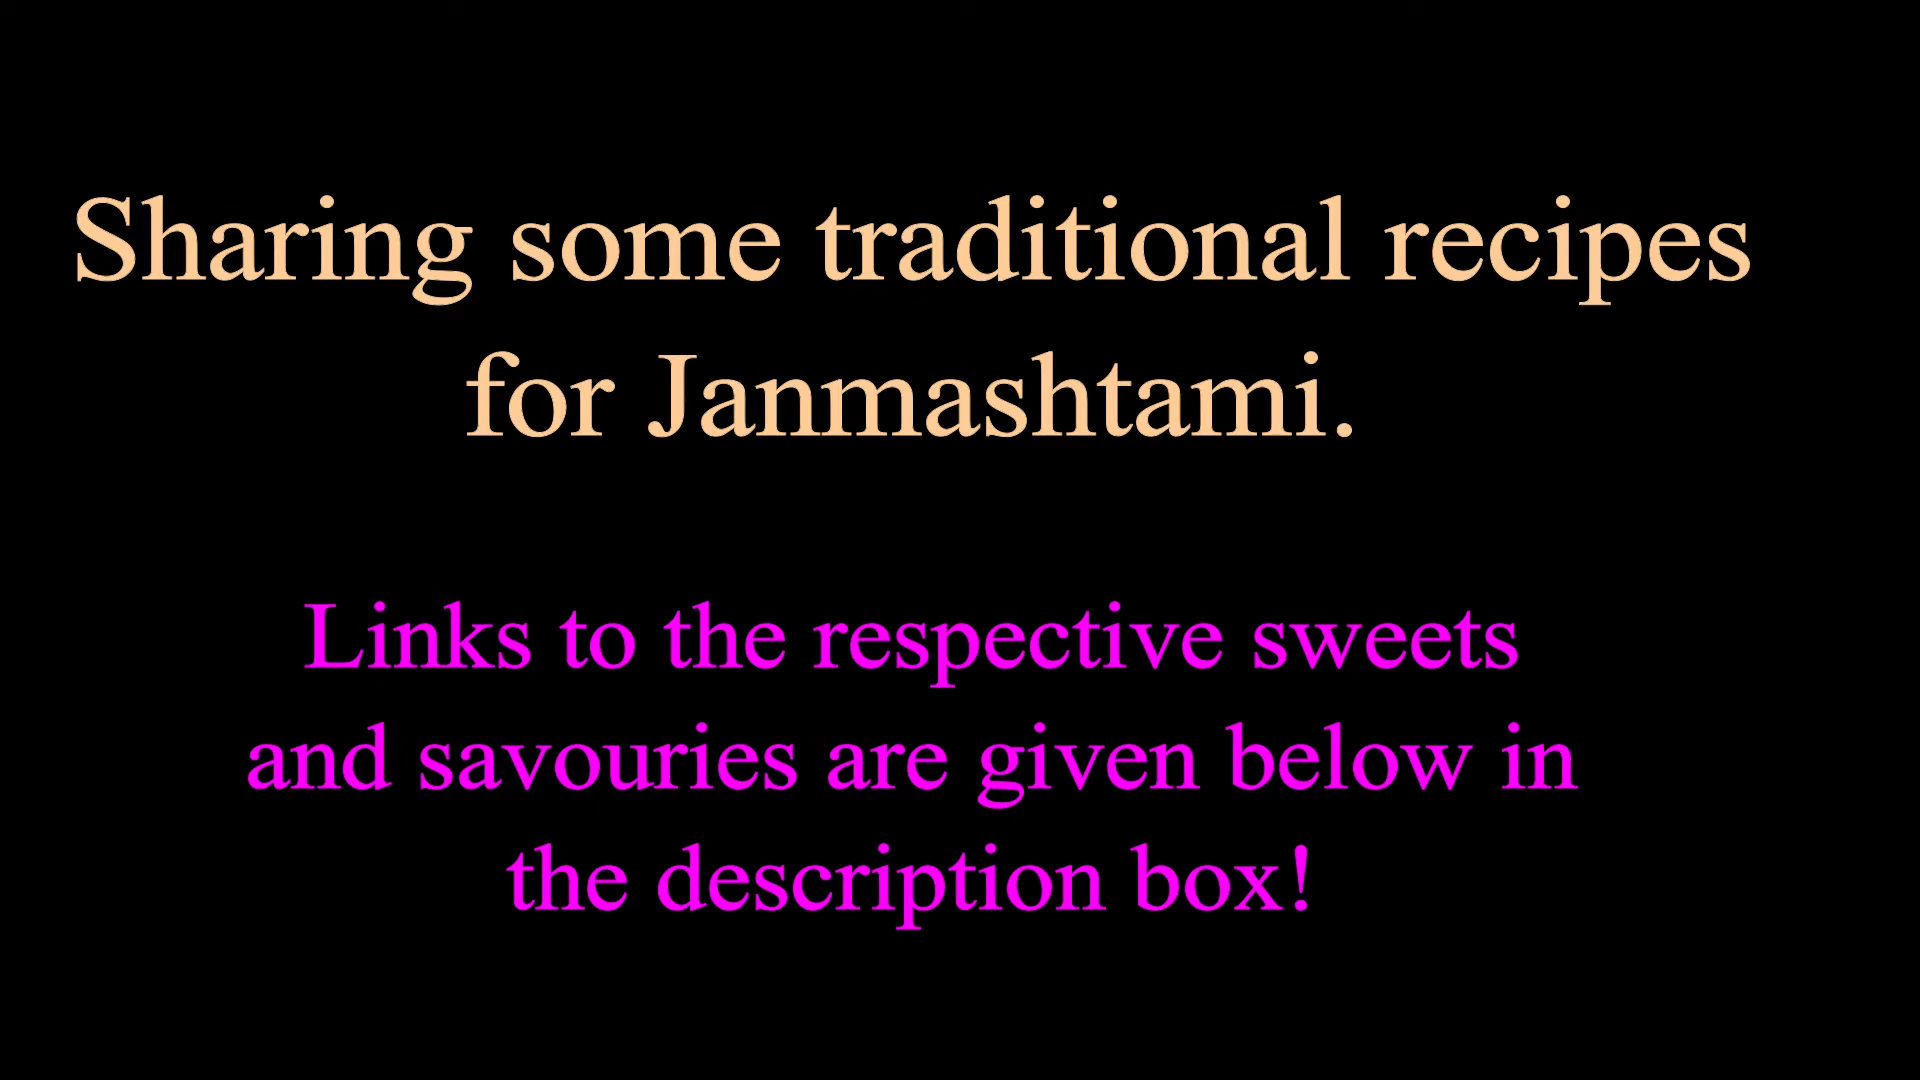 Sharing some traditional recipes
for Janmashtami.
Links to the respective sweets
and savouries are given below in
the description box!